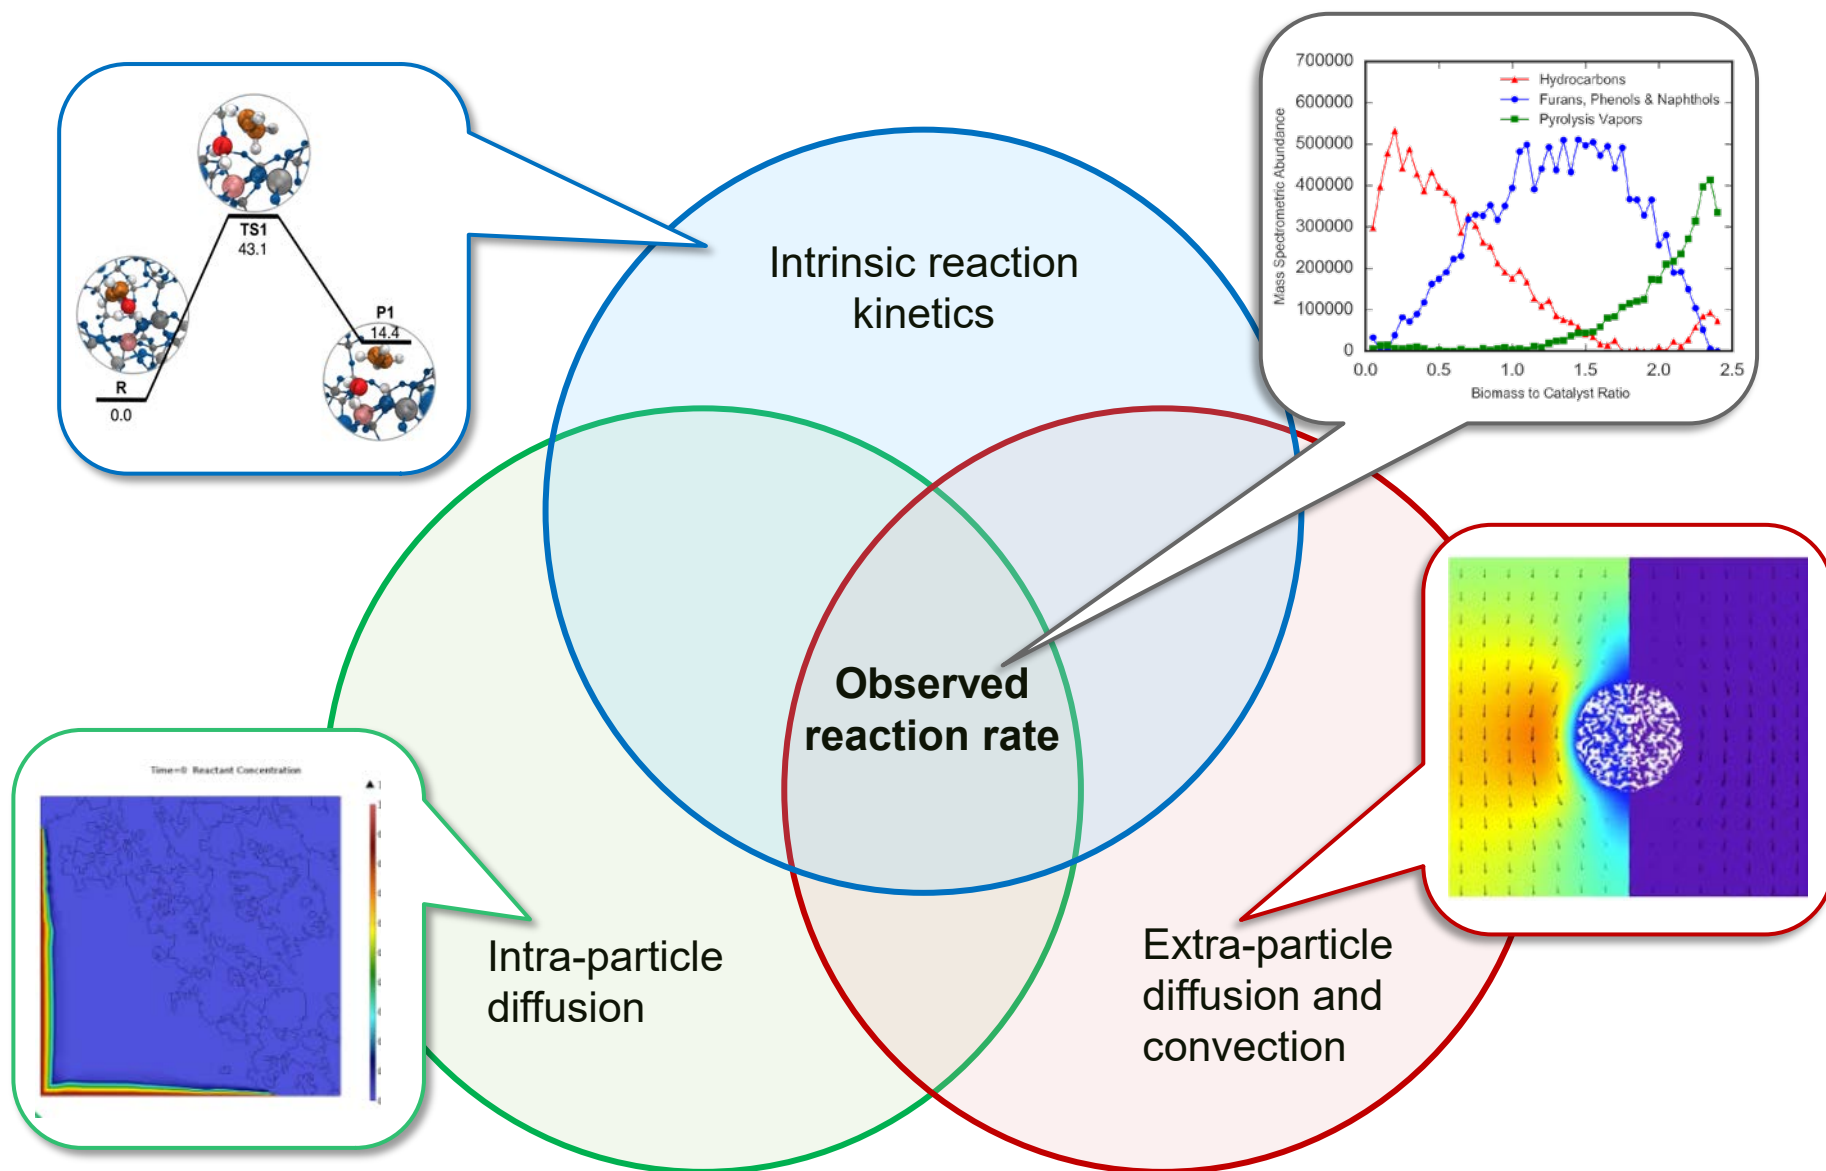 TS1
43.1
R
0.0
P1
14.4
700000
600000
500000
400000
300000
200000
100000
0
Mass Spectrometric Abundance
Hydrocarbons
Furans, Phenols & Naphthols
Pyrolysis Vapors
0.0 0.5 1.0 1.5 2.0 2.5
Biomass to Catalyst Ratio
Intrinsic reaction
kinetics
Observed
reaction rate
Time=0 Reactant Concentration
Intra-particle
diffusion
Extra-particle
diffusion and
convection